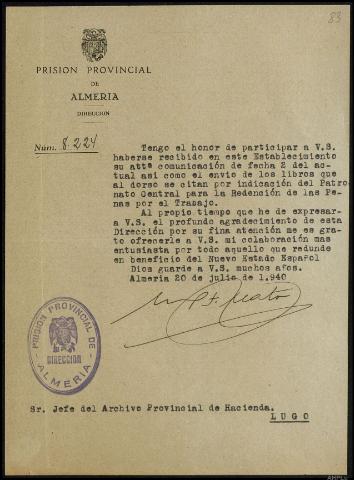 83
PRISION PROVINCIAL
DE
ALMERIA
DIRECCION
Núm. 8.224
Tengo el honor de participar a V.S.
haberse recibido en este Establecimiento
su attª comunicación de fecha 2 del ac-
tual asi como el envio de los libros que
al dorso se citan por indicación del Patro-
nato Central para la Redención de las Pe-
nas por el Trabajo.
Al propio tiempo que he de expresar-
a V.S. el profundo agradecimiento de esta
Dirección por su fina atención me es gra-
to ofrecerle a V.S. mi colaboración mas
entusiasta por todo aquello que redunde
en beneficio del Nuevo Estado Español
Dios guarde a V.S. muchos años.
Almeria 20 de julio de 1.940
PRISION PROVINCIAL DE
DIRECCION
ALMERIA
Sr. Jefe del Archivo Provincial de Hacienda.
LUGO
AHPLu